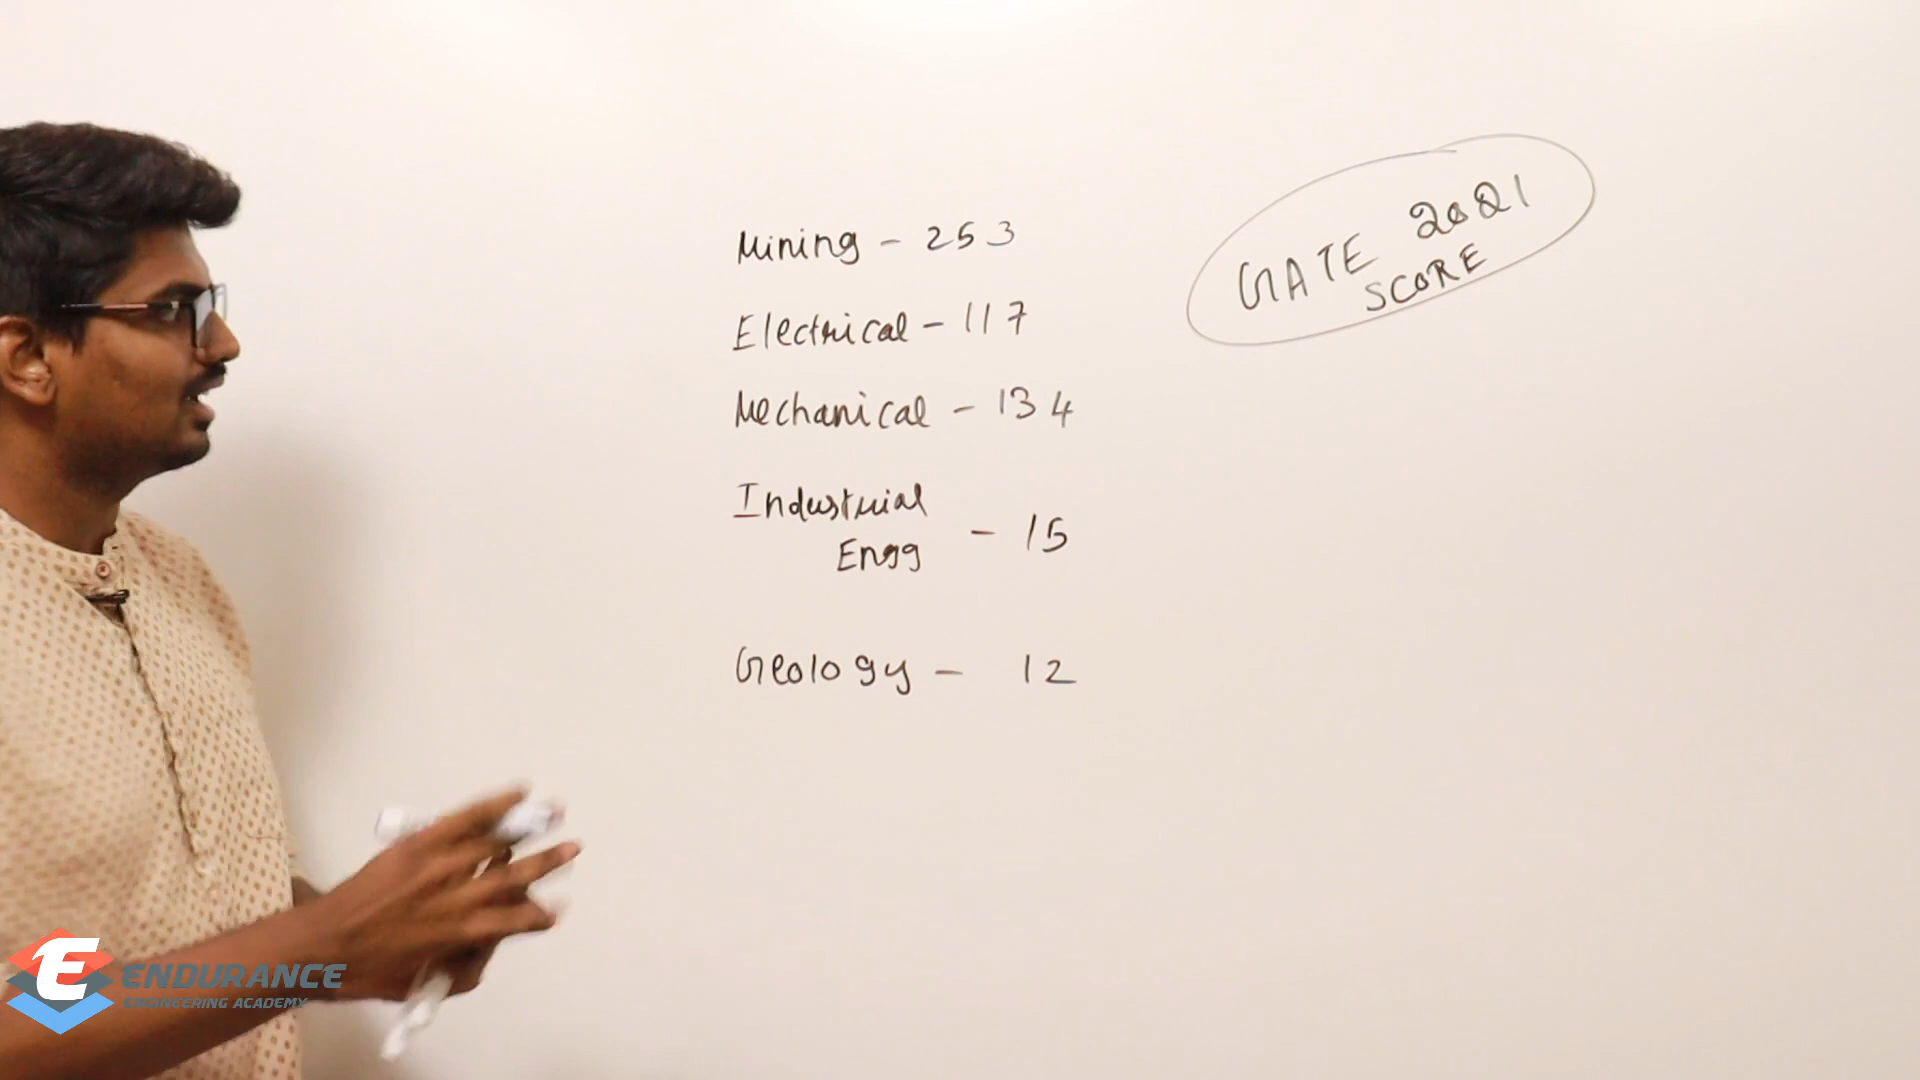 Mining - 253
Electrical - 117
Mechanical - 134
Industrial
Engg - 15
Geology - 12
GATE 2021
SCORE
ENDURANCE
ENGINEERING ACADEMY